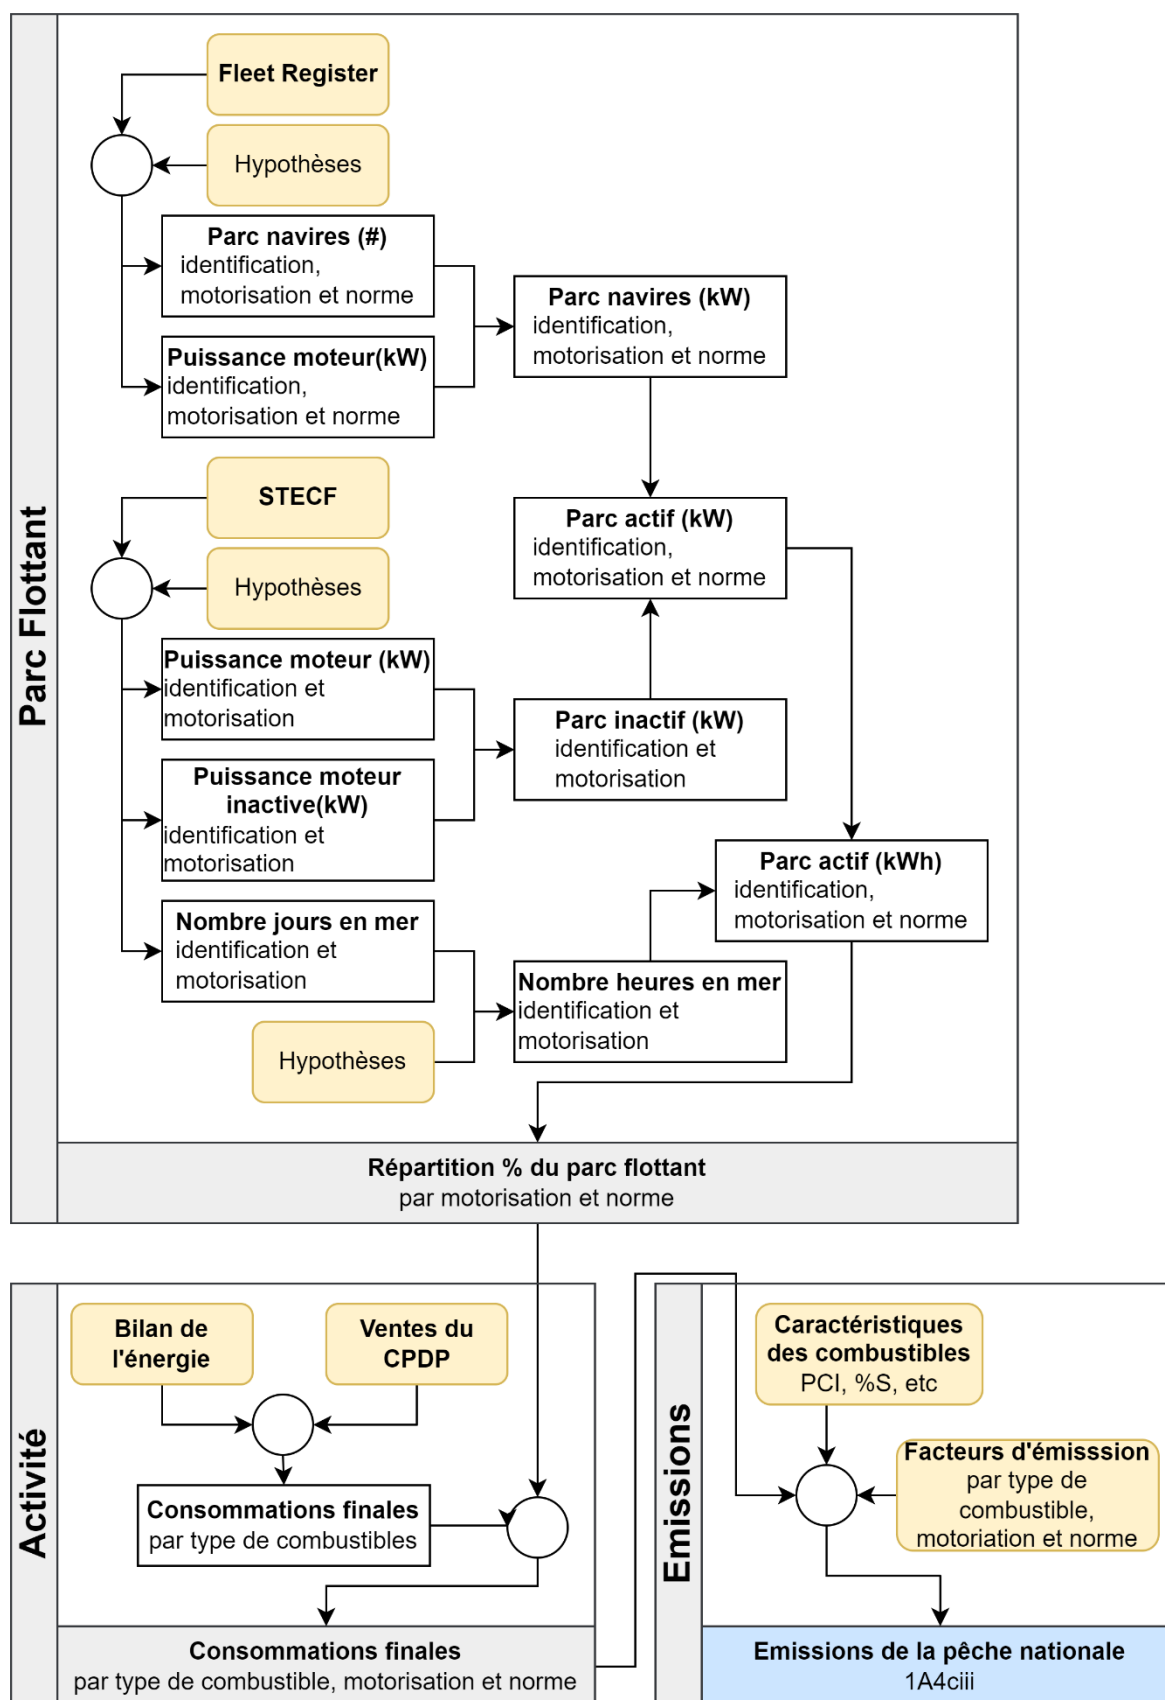 Parc Flottant
Fleet Register
Hypothèses
Parc navires (#)
identification,
motorisation et norme
Puissance moteur(kW)
identification,
motorisation et norme
Parc navires (kW)
identification,
motorisation et norme
STECF
Hypothèses
Parc actif (kW)
identification,
motorisation et norme
Puissance moteur (kW)
identification et
motorisation
Puissance moteur
inactive(kW)
identification et
motorisation
Parc inactif (kW)
identification et
motorisation
Nombre jours en mer
identification et
motorisation
Hypothèses
Nombre heures en mer
identification et
motorisation
Parc actif (kWh)
identification,
motorisation et norme
Répartition % du parc flottant
par motorisation et norme
Activité
Bilan de
l'énergie
Ventes du
CPDP
Consommations finales
par type de combustibles
Consommations finales
par type de combustible, motorisation et norme
Emissions
Caractéristiques
des combustibles
PCI, %S, etc
Facteurs d'émisssion
par type de
combustible,
motoriation et norme
Emissions de la pêche nationale
1A4ciii